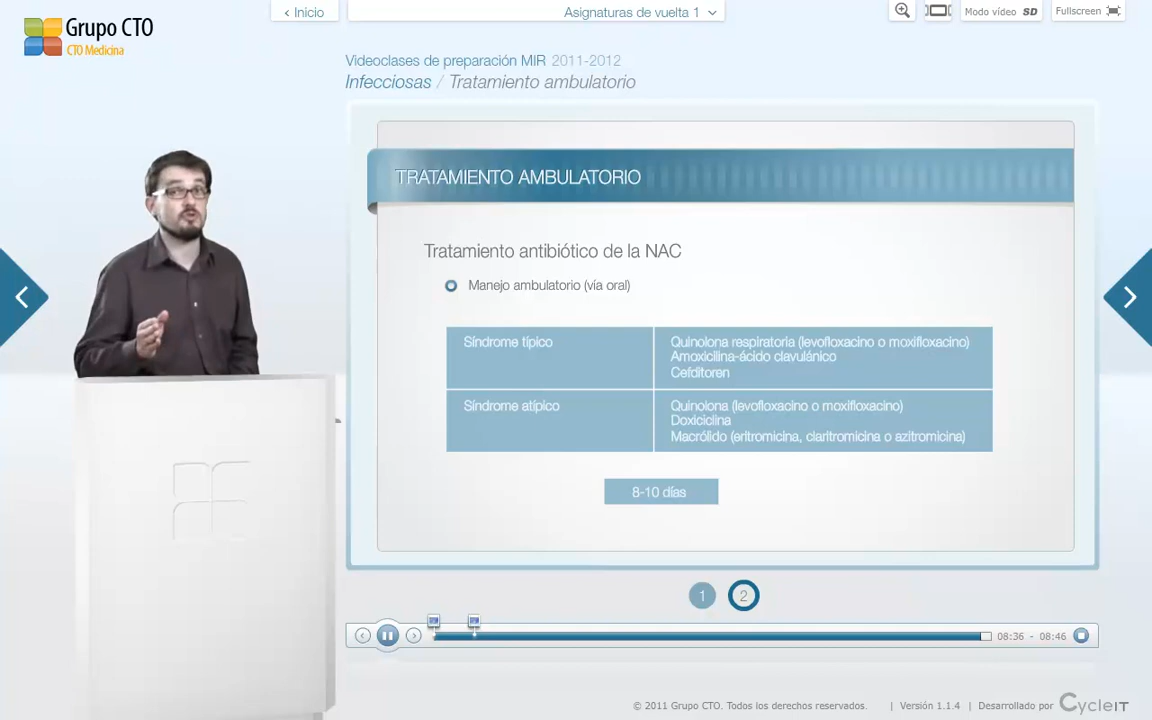 Grupo CTO
CTO Medicina
‹ Inicio
Asignaturas de vuelta 1
Modo vídeo SD
Fullscreen
Videoclases de preparación MIR 2011-2012
Infecciosas / Tratamiento ambulatorio
TRATAMIENTO AMBULATORIO
Tratamiento antibiótico de la NAC
Manejo ambulatorio (vía oral)
Síndrome típico
Quinolona respiratoria (levofloxacino o moxifloxacino)
Amoxicilina-ácido clavulánico
Cefditoren
Síndrome atípico
Quinolona (levofloxacino o moxifloxacino)
Doxiciclina
Macrólido (eritromicina, claritromicina o azitromicina)
8-10 días
1
2
08:36 - 08:46
© 2011 Grupo CTO. Todos los derechos reservados. | Versión 1.1.4 | Desarrollado por CycleIT